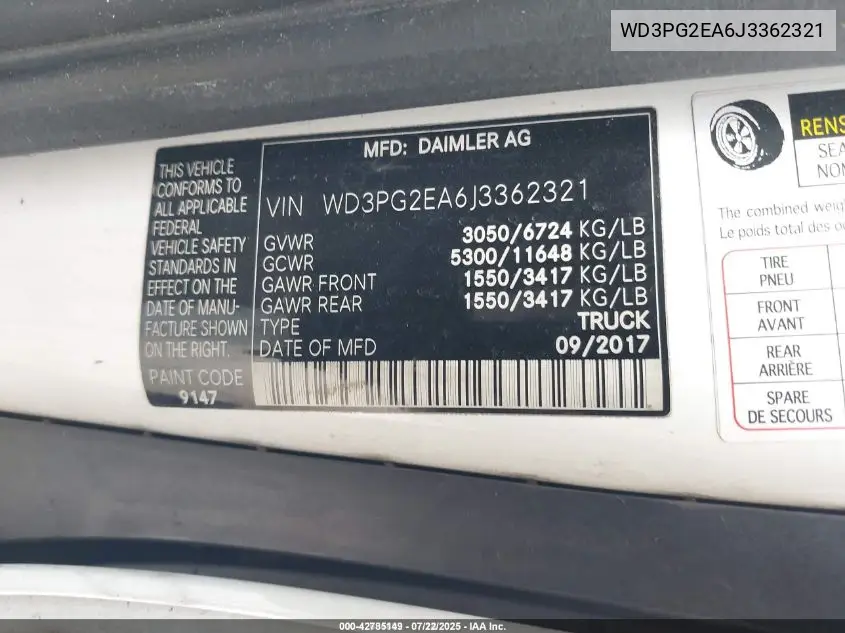 WD3PG2EA6J3362321
MFD: DAIMLER AG
THIS VEHICLE
CONFORMS TO
ALL APPLICABLE
FEDERAL
VEHICLE SAFETY
STANDARDS IN
EFFECT ON THE
DATE OF MANU-
FACTURE SHOWN
ON THE RIGHT.
PAINT CODE
9147
VIN WD3PG2EA6J3362321
GVWR 3050/6724 KG/LB
GCWR 5300/11648 KG/LB
GAWR FRONT 1550/3417 KG/LB
GAWR REAR 1550/3417 KG/LB
TYPE TRUCK
DATE OF MFD 09/2017
The combined
Le poids total des
TIRE
PNEU
FRONT
AVANT
REAR
ARRIÈRE
SPARE
DE SECOURS
000-42785149 - 07/22/2025 - IAA Inc.